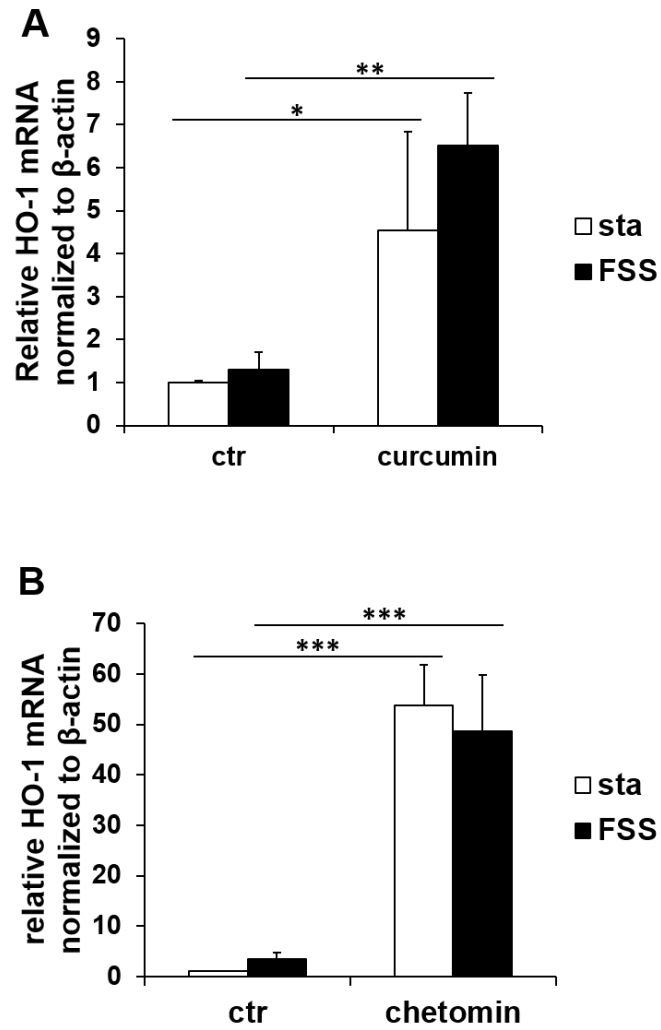 A
Relative HO-1 mRNA
normalized to β-actin
9
8
7
6
5
4
3
2
1
0
**
*
ctr
curcumin
sta
FSS
B
relative HO-1 mRNA
normalized to β-actin
70
60
50
40
30
20
10
0
***
***
ctr
chetomin
sta
FSS